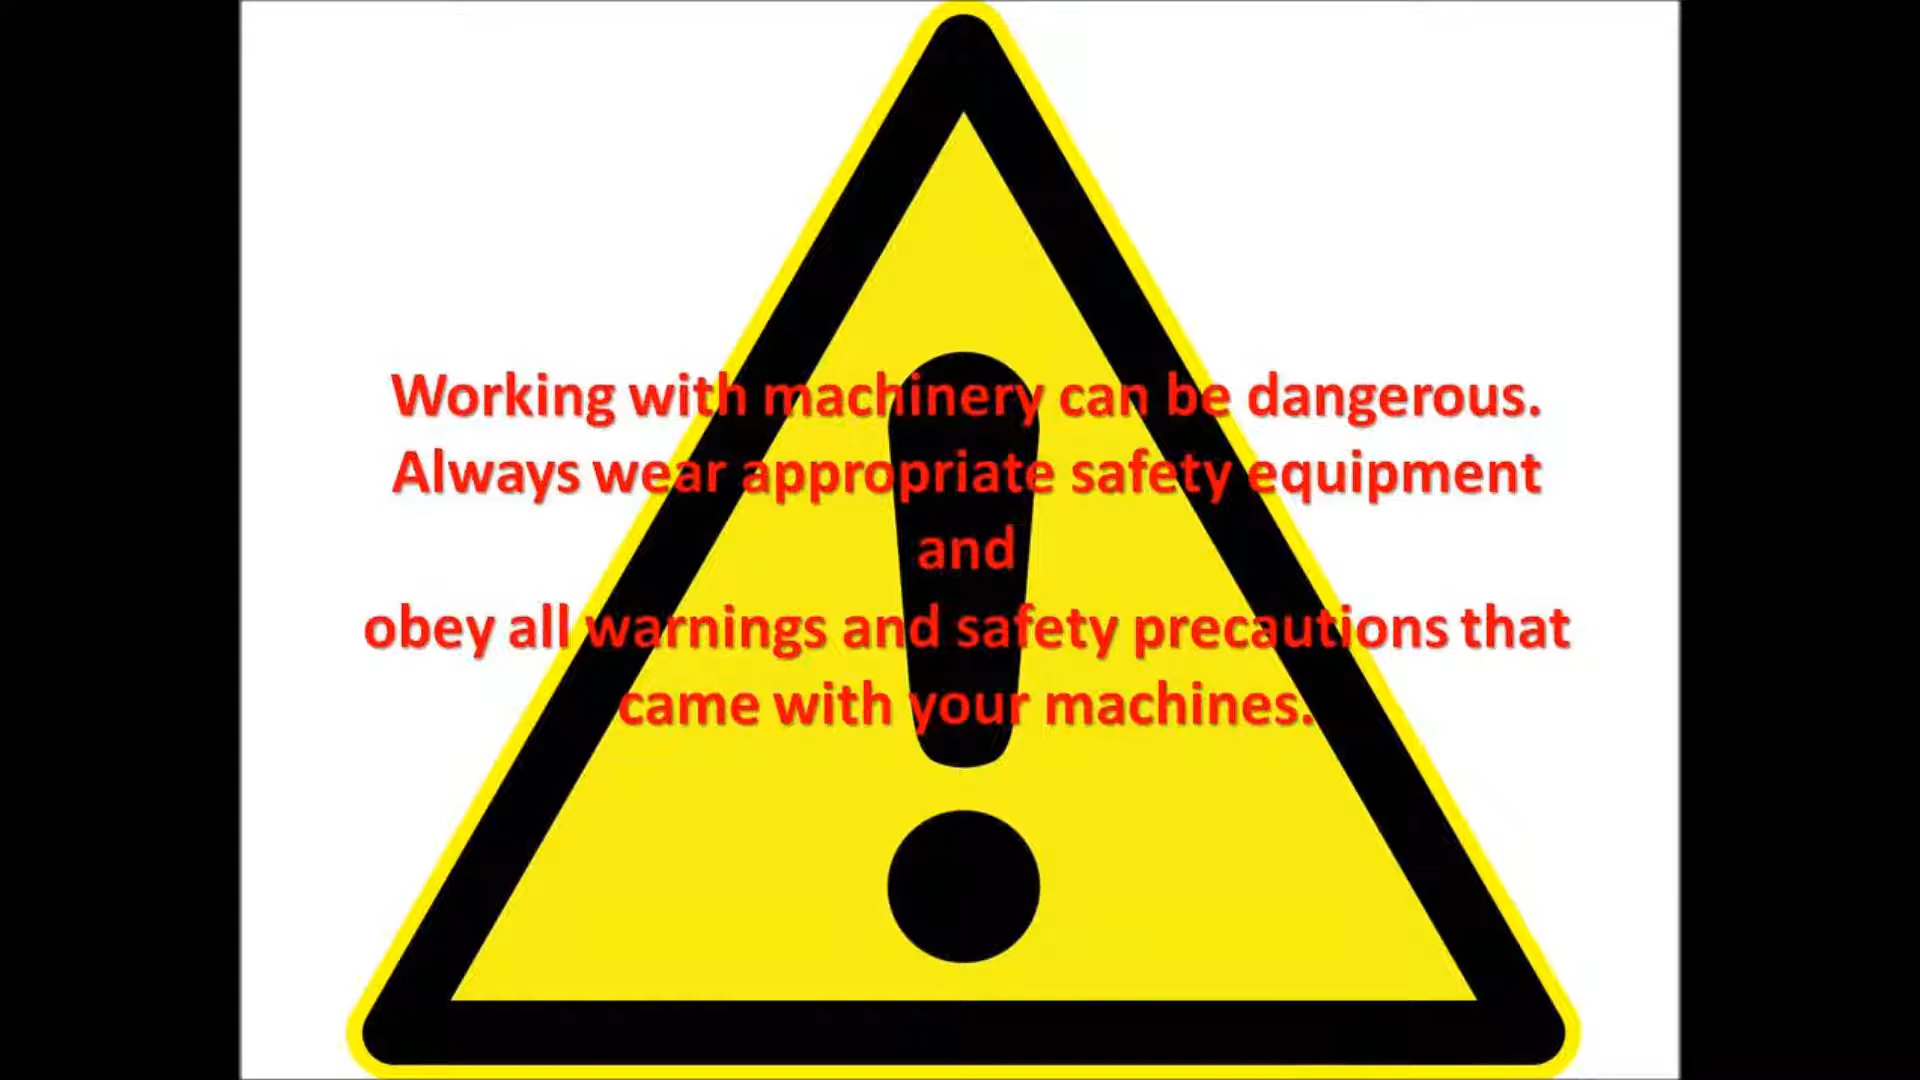 Working with machinery can be dangerous.
Always wear appropriate safety equipment
and
obey all warnings and safety precautions that
came with your machines.